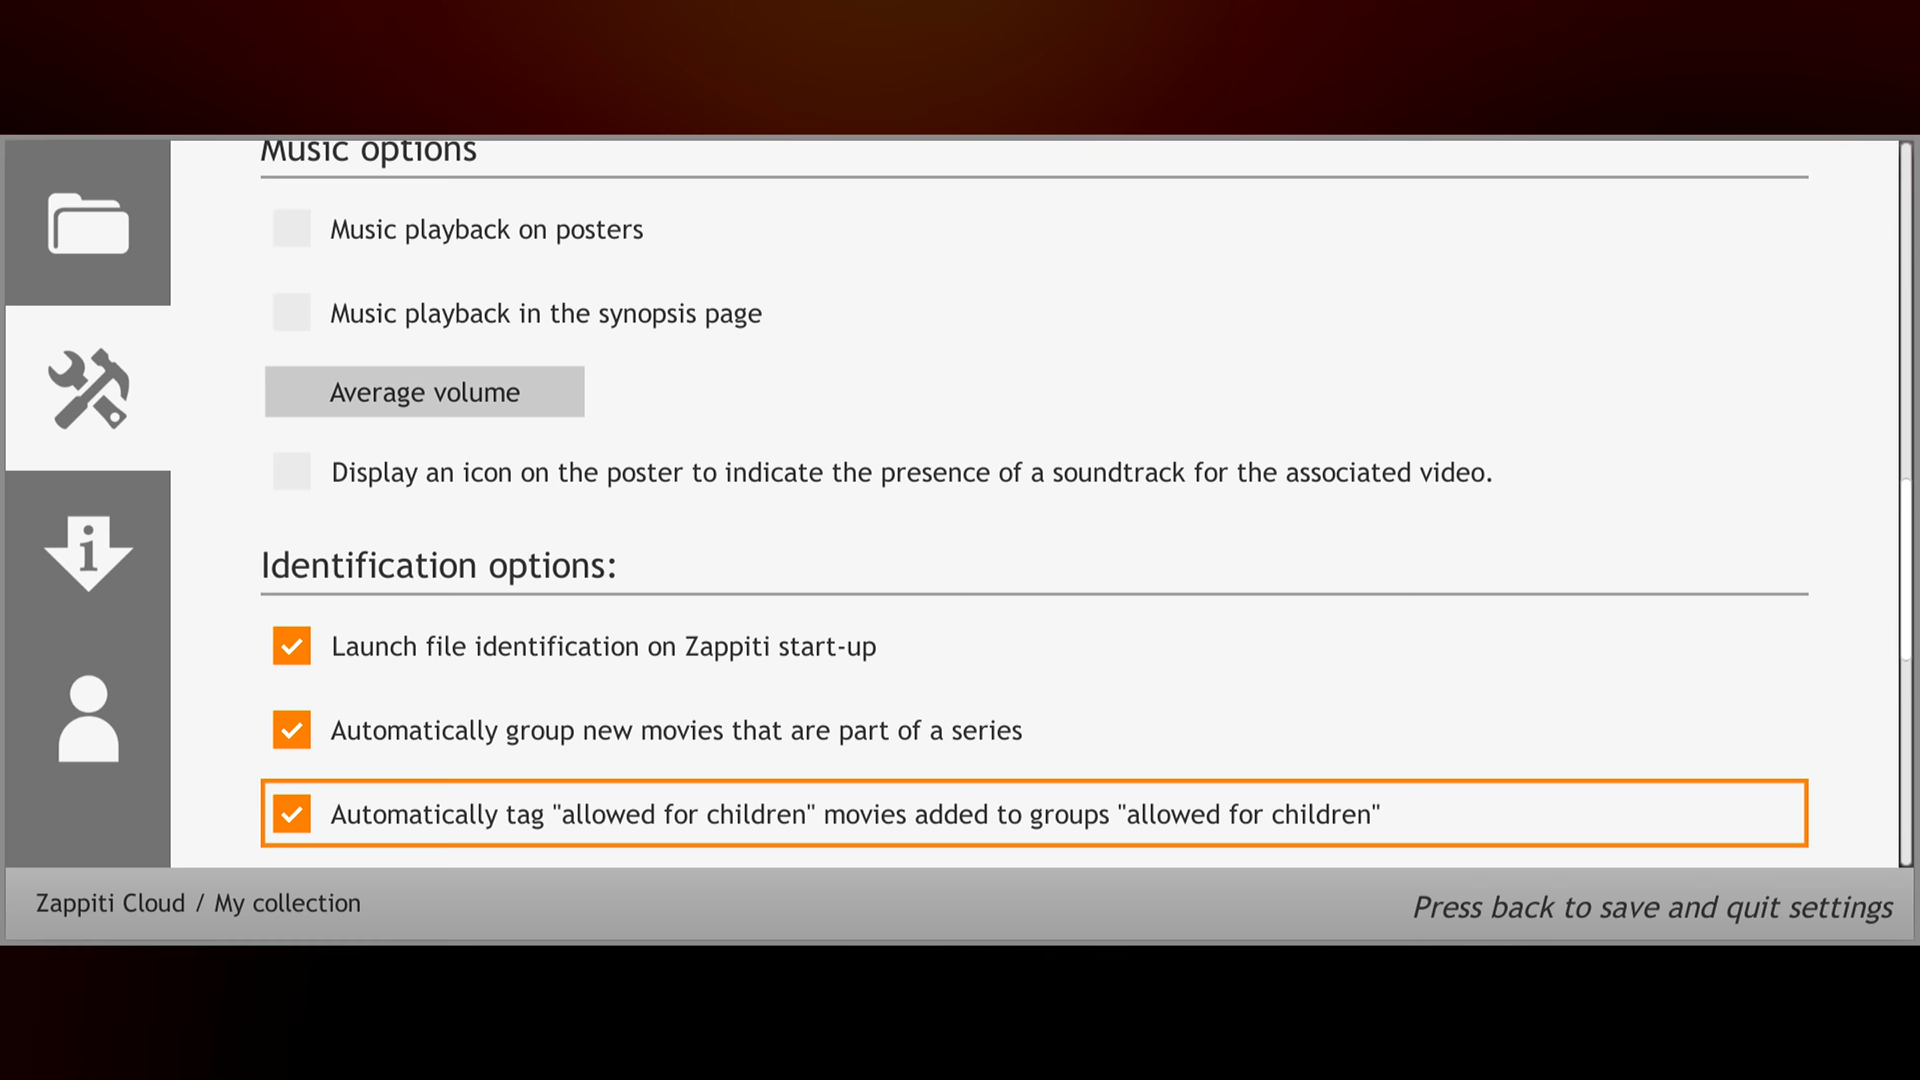 Music options
Music playback on posters
Music playback in the synopsis page
Average volume
Display an icon on the poster to indicate the presence of a soundtrack for the associated video.
Identification options:
Launch file identification on Zappiti start-up
Automatically group new movies that are part of a series
Automatically tag "allowed for children" movies added to groups "allowed for children"
Zappiti Cloud / My collection
Press back to save and quit settings